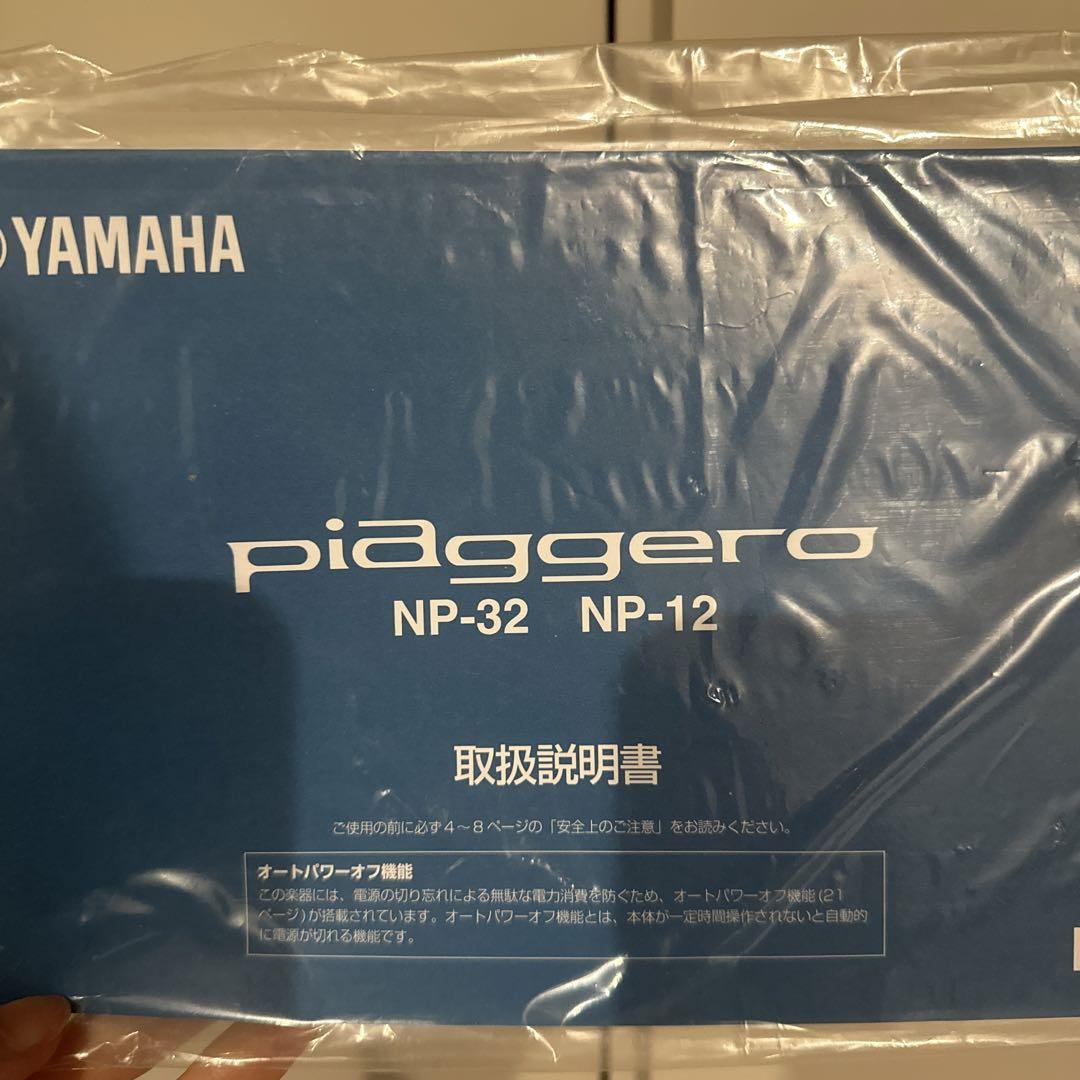 YAMAHA
piaggero
NP-32 NP-12
取扱説明書
ご使用の前に必ず4～8ページの「安全上のご注意」をお読みください。
オートパワーオフ機能
この楽器には、電源の切り忘れによる無駄な電力消費を防ぐため、オートパワーオフ機能(21
ページ)が搭載されています。オートパワーオフ機能とは、本体が一定時間操作されないと自動的
に電源が切れる機能です。